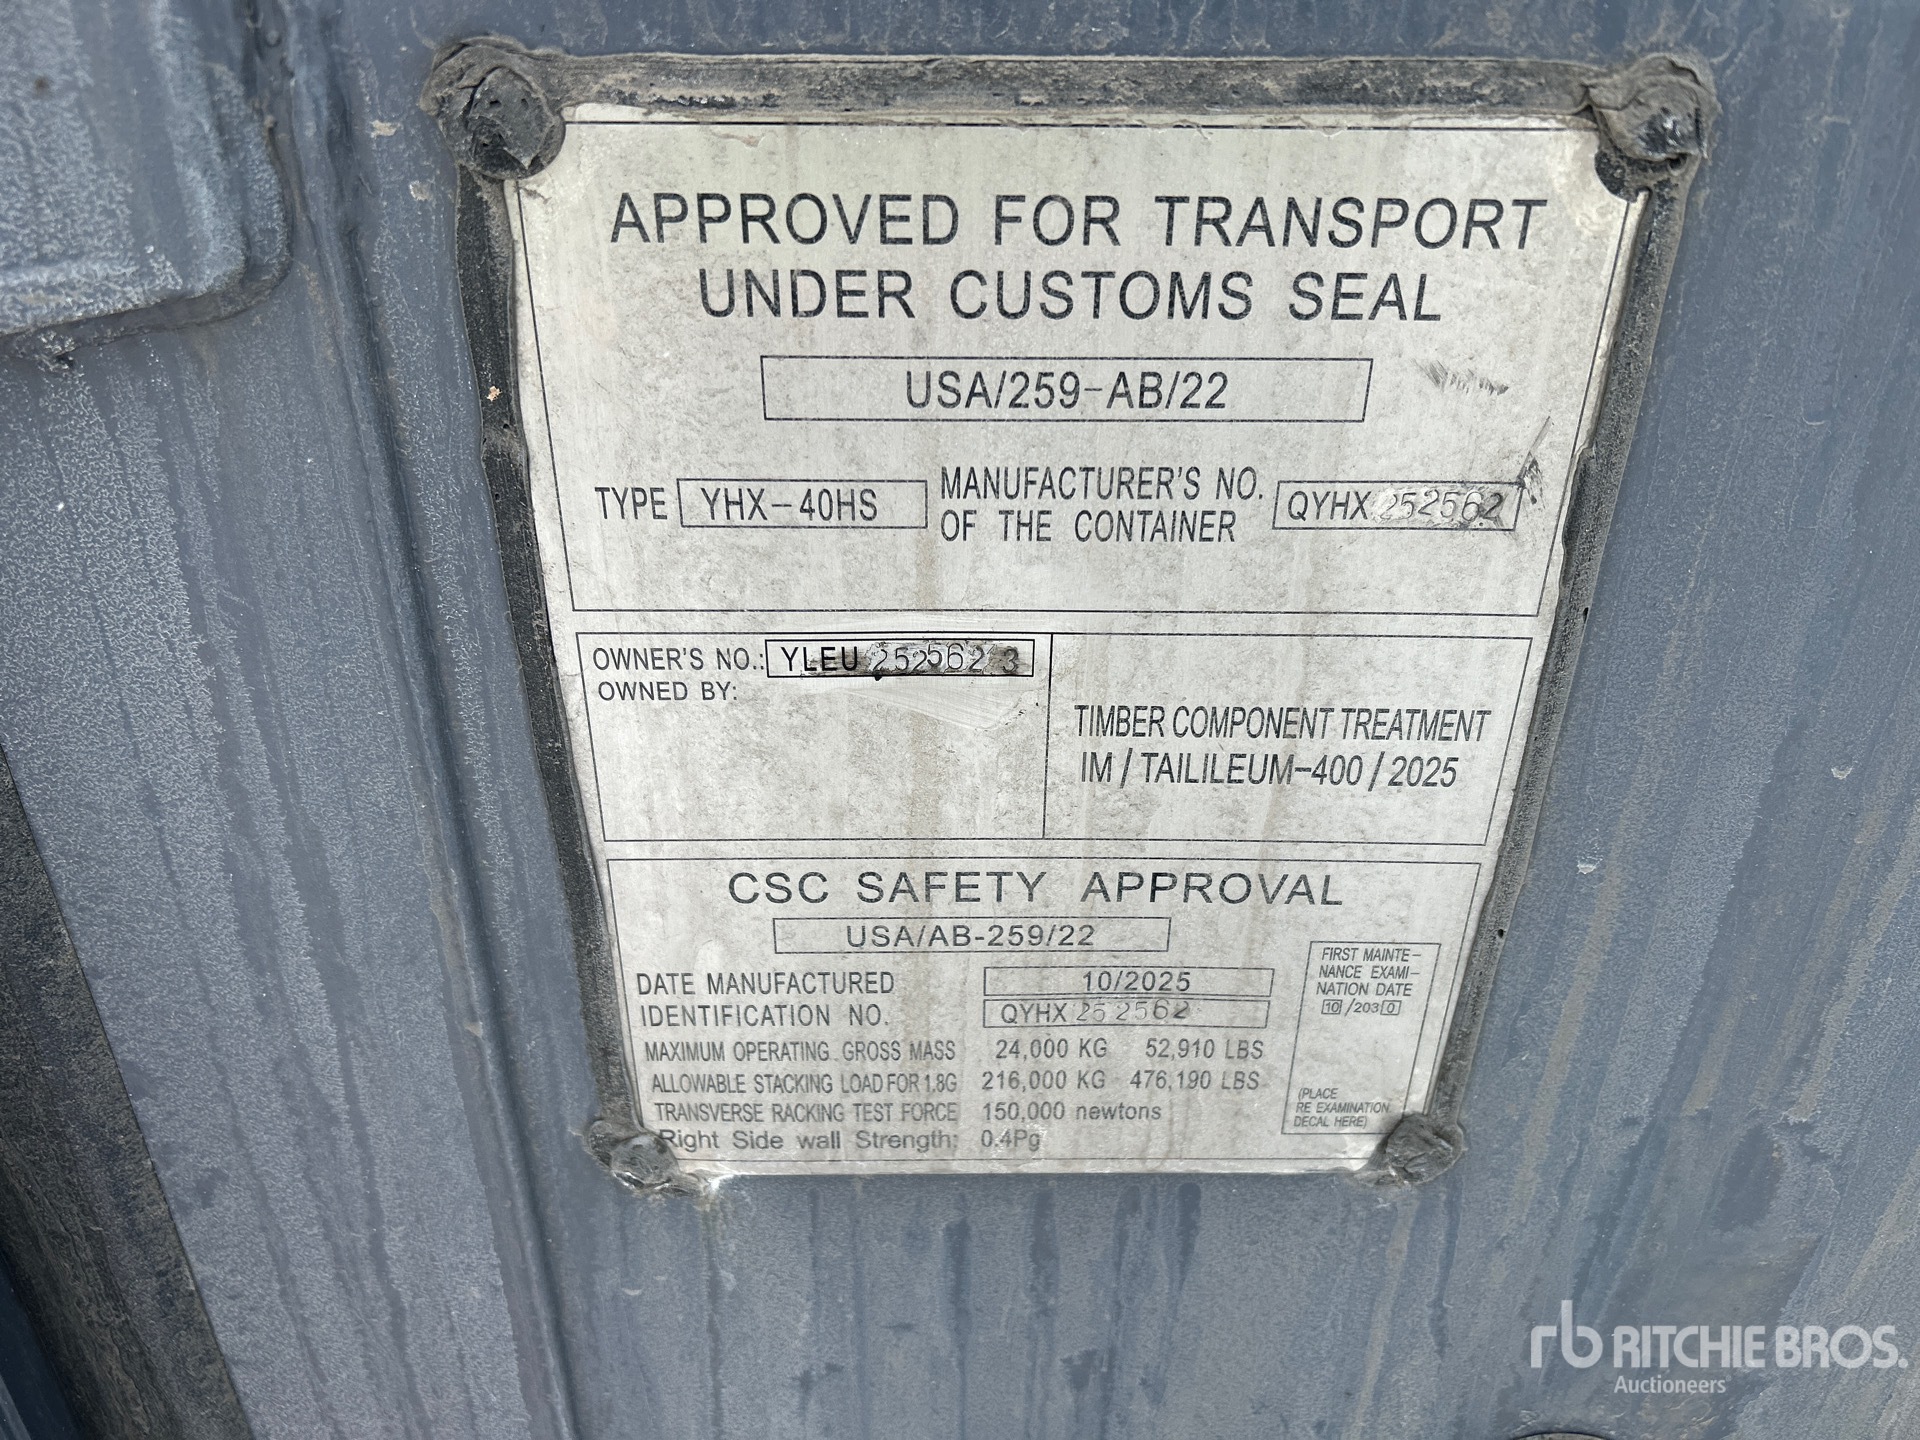 APPROVED FOR TRANSPORT
UNDER CUSTOMS SEAL
USA/259-AB/22
TYPE YHX-40HS MANUFACTURER'S NO. OF THE CONTAINER QYHX 252562
OWNER'S NO.: YLEU 252562 3
OWNED BY:
TIMBER COMPONENT TREATMENT
IM / TAILILEUM-400 / 2025
CSC SAFETY APPROVAL
USA/AB-259/22
DATE MANUFACTURED 10/2025
IDENTIFICATION NO. QYHX 252562
MAXIMUM OPERATING GROSS MASS 24,000 KG 52,910 LBS
ALLOWABLE STACKING LOAD FOR 1.8G 216,000 KG 476,190 LBS
TRANSVERSE RACKING TEST FORCE 150,000 newtons
Right Side wall Strength: 0.4Pg
FIRST MAINTE-
NANCE EXAMI-
NATION DATE
10 /2030
(PLACE
RE EXAMINATION
DECAL HERE)
rb RITCHIE BROS.
Auctioneers